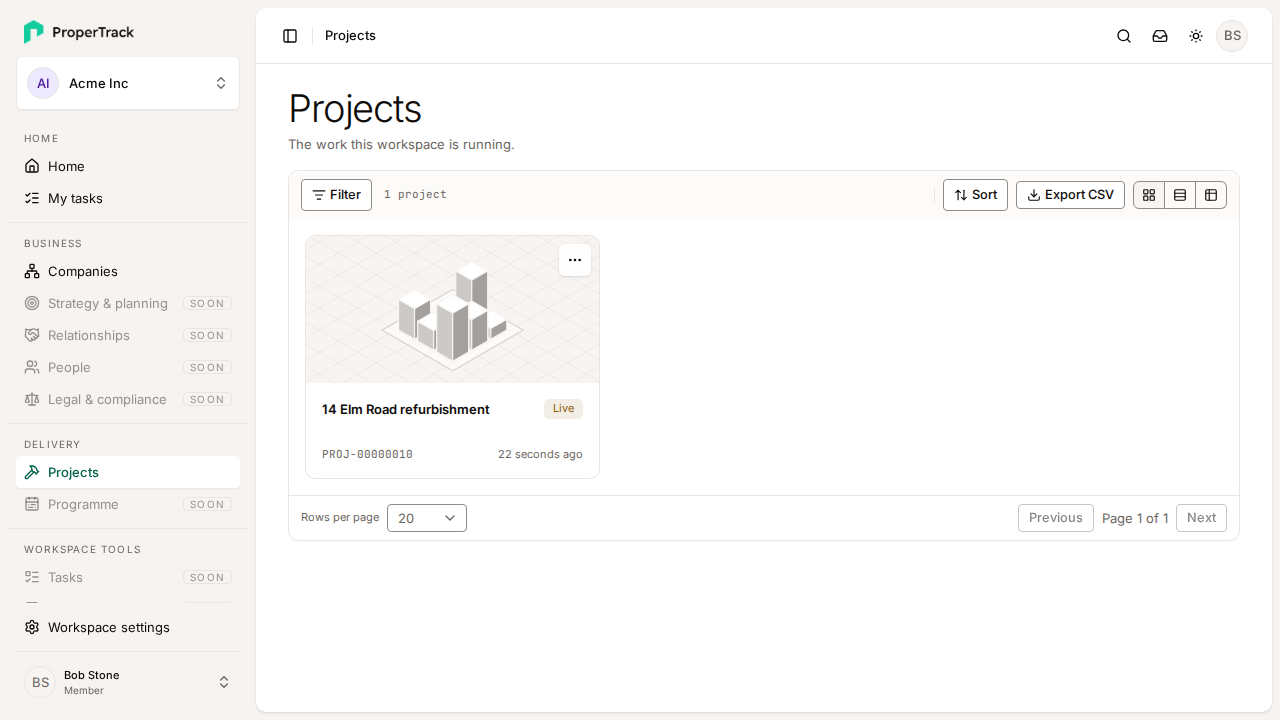 ProperTrack
AI
Acme Inc
HOME
Home
My tasks
BUSINESS
Companies
Strategy & planning SOON
Relationships SOON
People SOON
Legal & compliance SOON
DELIVERY
Projects
Programme SOON
WORKSPACE TOOLS
Tasks SOON
Workspace settings
BS
Bob Stone
Member
Projects
BS
Projects
The work this workspace is running.
Filter
1 project
Sort
Export CSV
14 Elm Road refurbishment
Live
PROJ-00000010
22 seconds ago
Rows per page
20
Previous
Page 1 of 1
Next